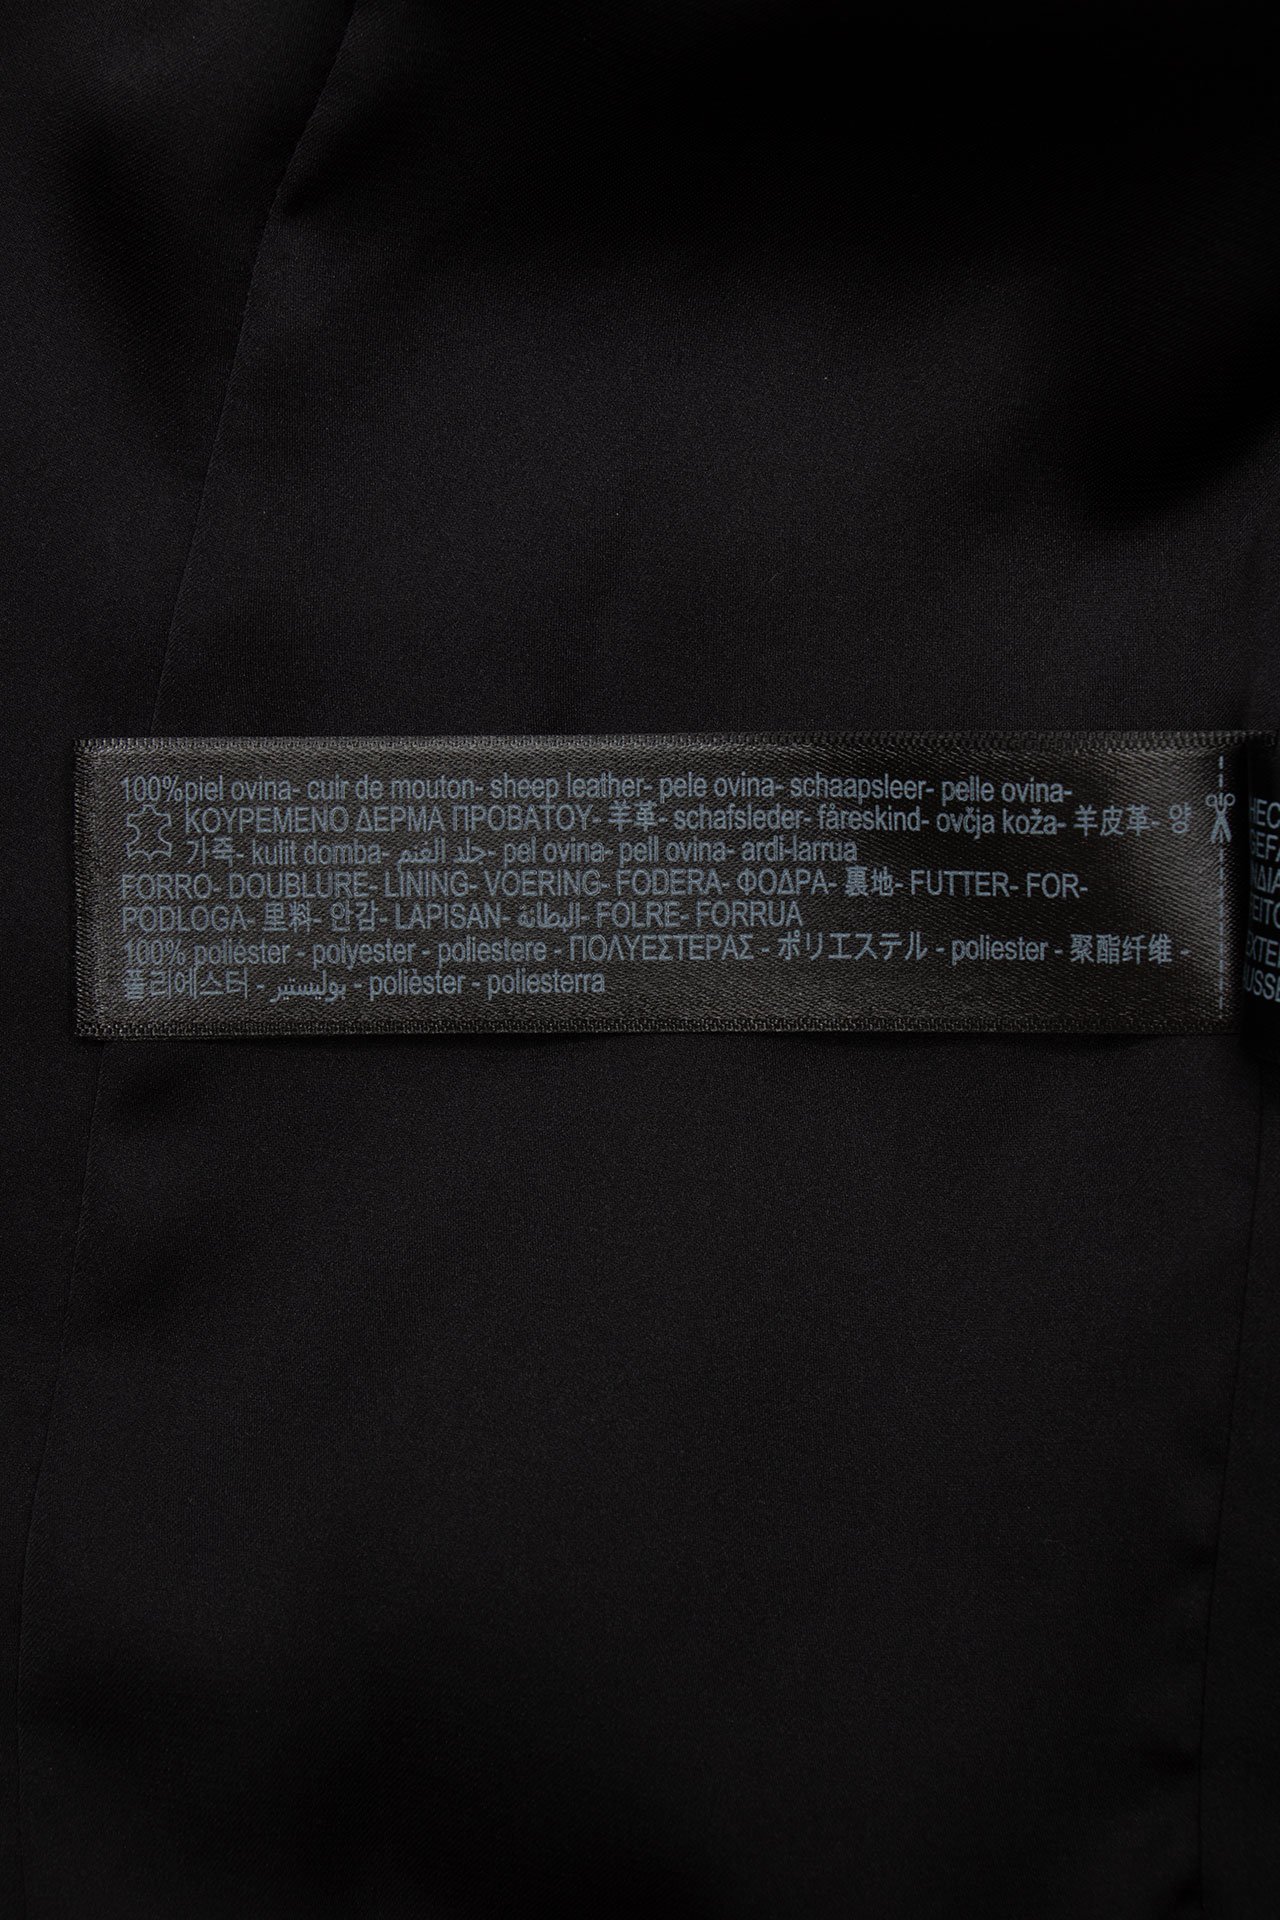 100%piel ovina- cuir de mouton- sheep leather- pele ovina- schaapsleer- pelle ovina-
ΚΟΥΡΕΜΕΝΟ ΔΕΡΜΑ ΠΡΟΒΑΤΟΥ- 羊革- schafsleder- fåreskind- ovčja koža- 羊皮革- 양
가죽- kulit domba- جلد الغنم- pel ovina- pell ovina- ardi-larrua
FORRO- DOUBLURE- LINING- VOERING- FODERA- ΦΟΔΡΑ- 裏地- FUTTER- FOR-
PODLOGA- 里料- 안감- LAPISAN- البطانة- FOLRE- FORRUA
100% poliéster - polyester - poliestere - ΠΟΛΥΕΣΤΕΡΑΣ - ポリエステル - poliester - 聚酯纤维 -
폴리에스터 - بوليستير - polièster - poliesterra